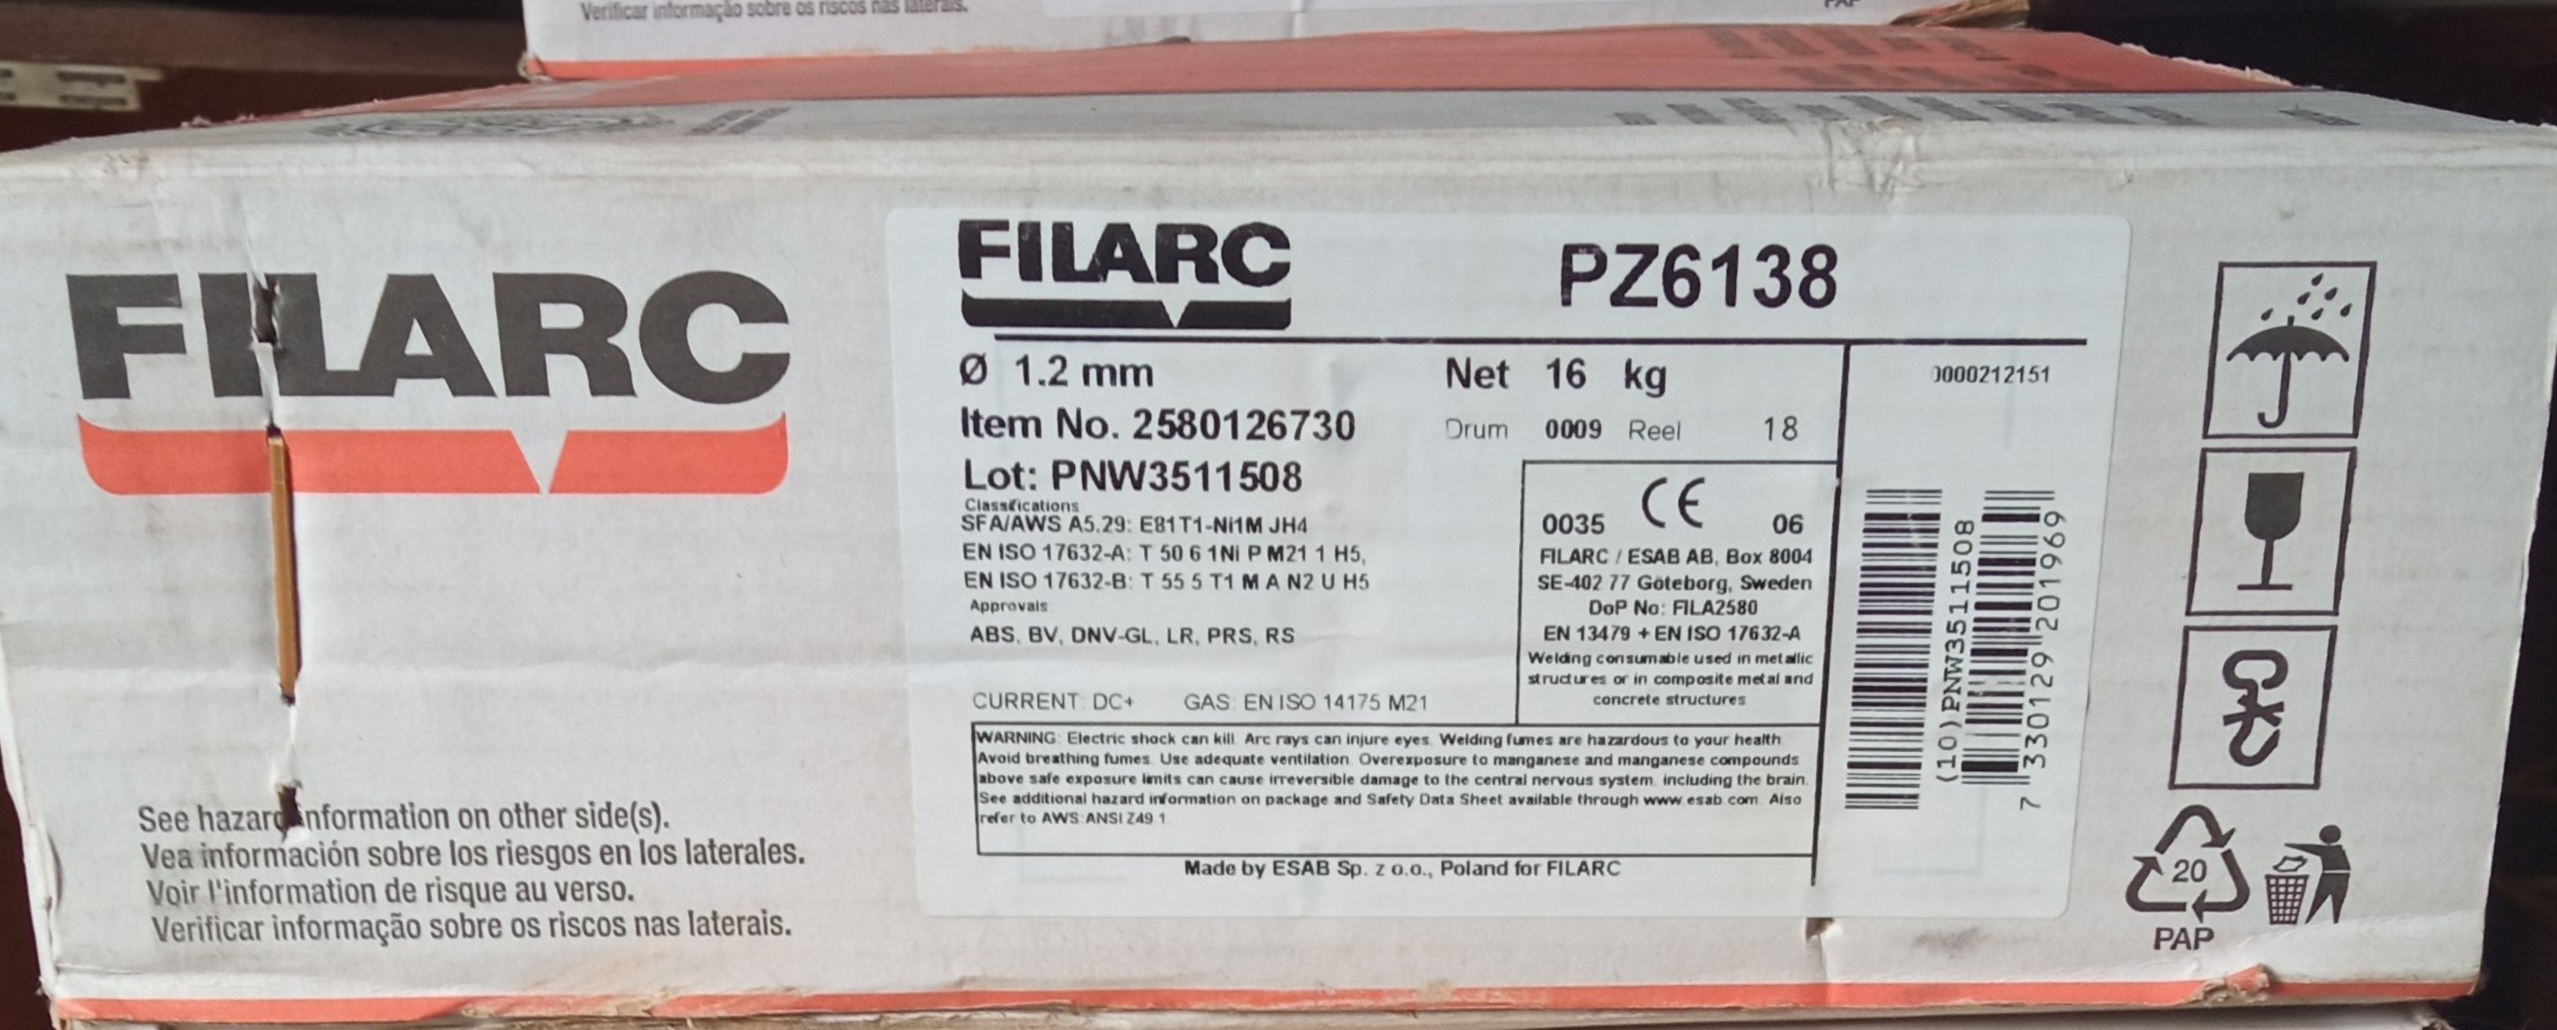 Verificar informação sobre os riscos nas laterais.
PAP
FILARC
See hazard information on other side(s).
Vea información sobre los riesgos en los laterales.
Voir l'information de risque au verso.
Verificar informação sobre os riscos nas laterais.
FILARC
PZ6138
Ø 1.2 mm
Net 16 kg
0000212151
Item No. 2580126730
Drum 0009 Reel 18
Lot: PNW3511508
Classifications
SFA/AWS A5.29: E81T1-Ni1M JH4
EN ISO 17632-A: T 50 6 1Ni P M21 1 H5,
EN ISO 17632-B: T 55 5 T1 M A N2 U H5
Approvals
ABS, BV, DNV-GL, LR, PRS, RS
CURRENT: DC+ GAS: EN ISO 14175 M21
CE
0035 06
FILARC / ESAB AB, Box 8004
SE-402 77 Göteborg, Sweden
DoP No: FILA2580
EN 13479 + EN ISO 17632-A
Welding consumable used in metallic
structures or in composite metal and
concrete structures
WARNING: Electric shock can kill. Arc rays can injure eyes. Welding fumes are hazardous to your health.
Avoid breathing fumes. Use adequate ventilation. Overexposure to manganese and manganese compounds
above safe exposure limits can cause irreversible damage to the central nervous system, including the brain.
See additional hazard information on package and Safety Data Sheet available through www.esab.com. Also
refer to AWS ANSI Z49.1
Made by ESAB Sp. z o.o., Poland for FILARC
(10)PNW3511508
7 330129 201969
20
PAP